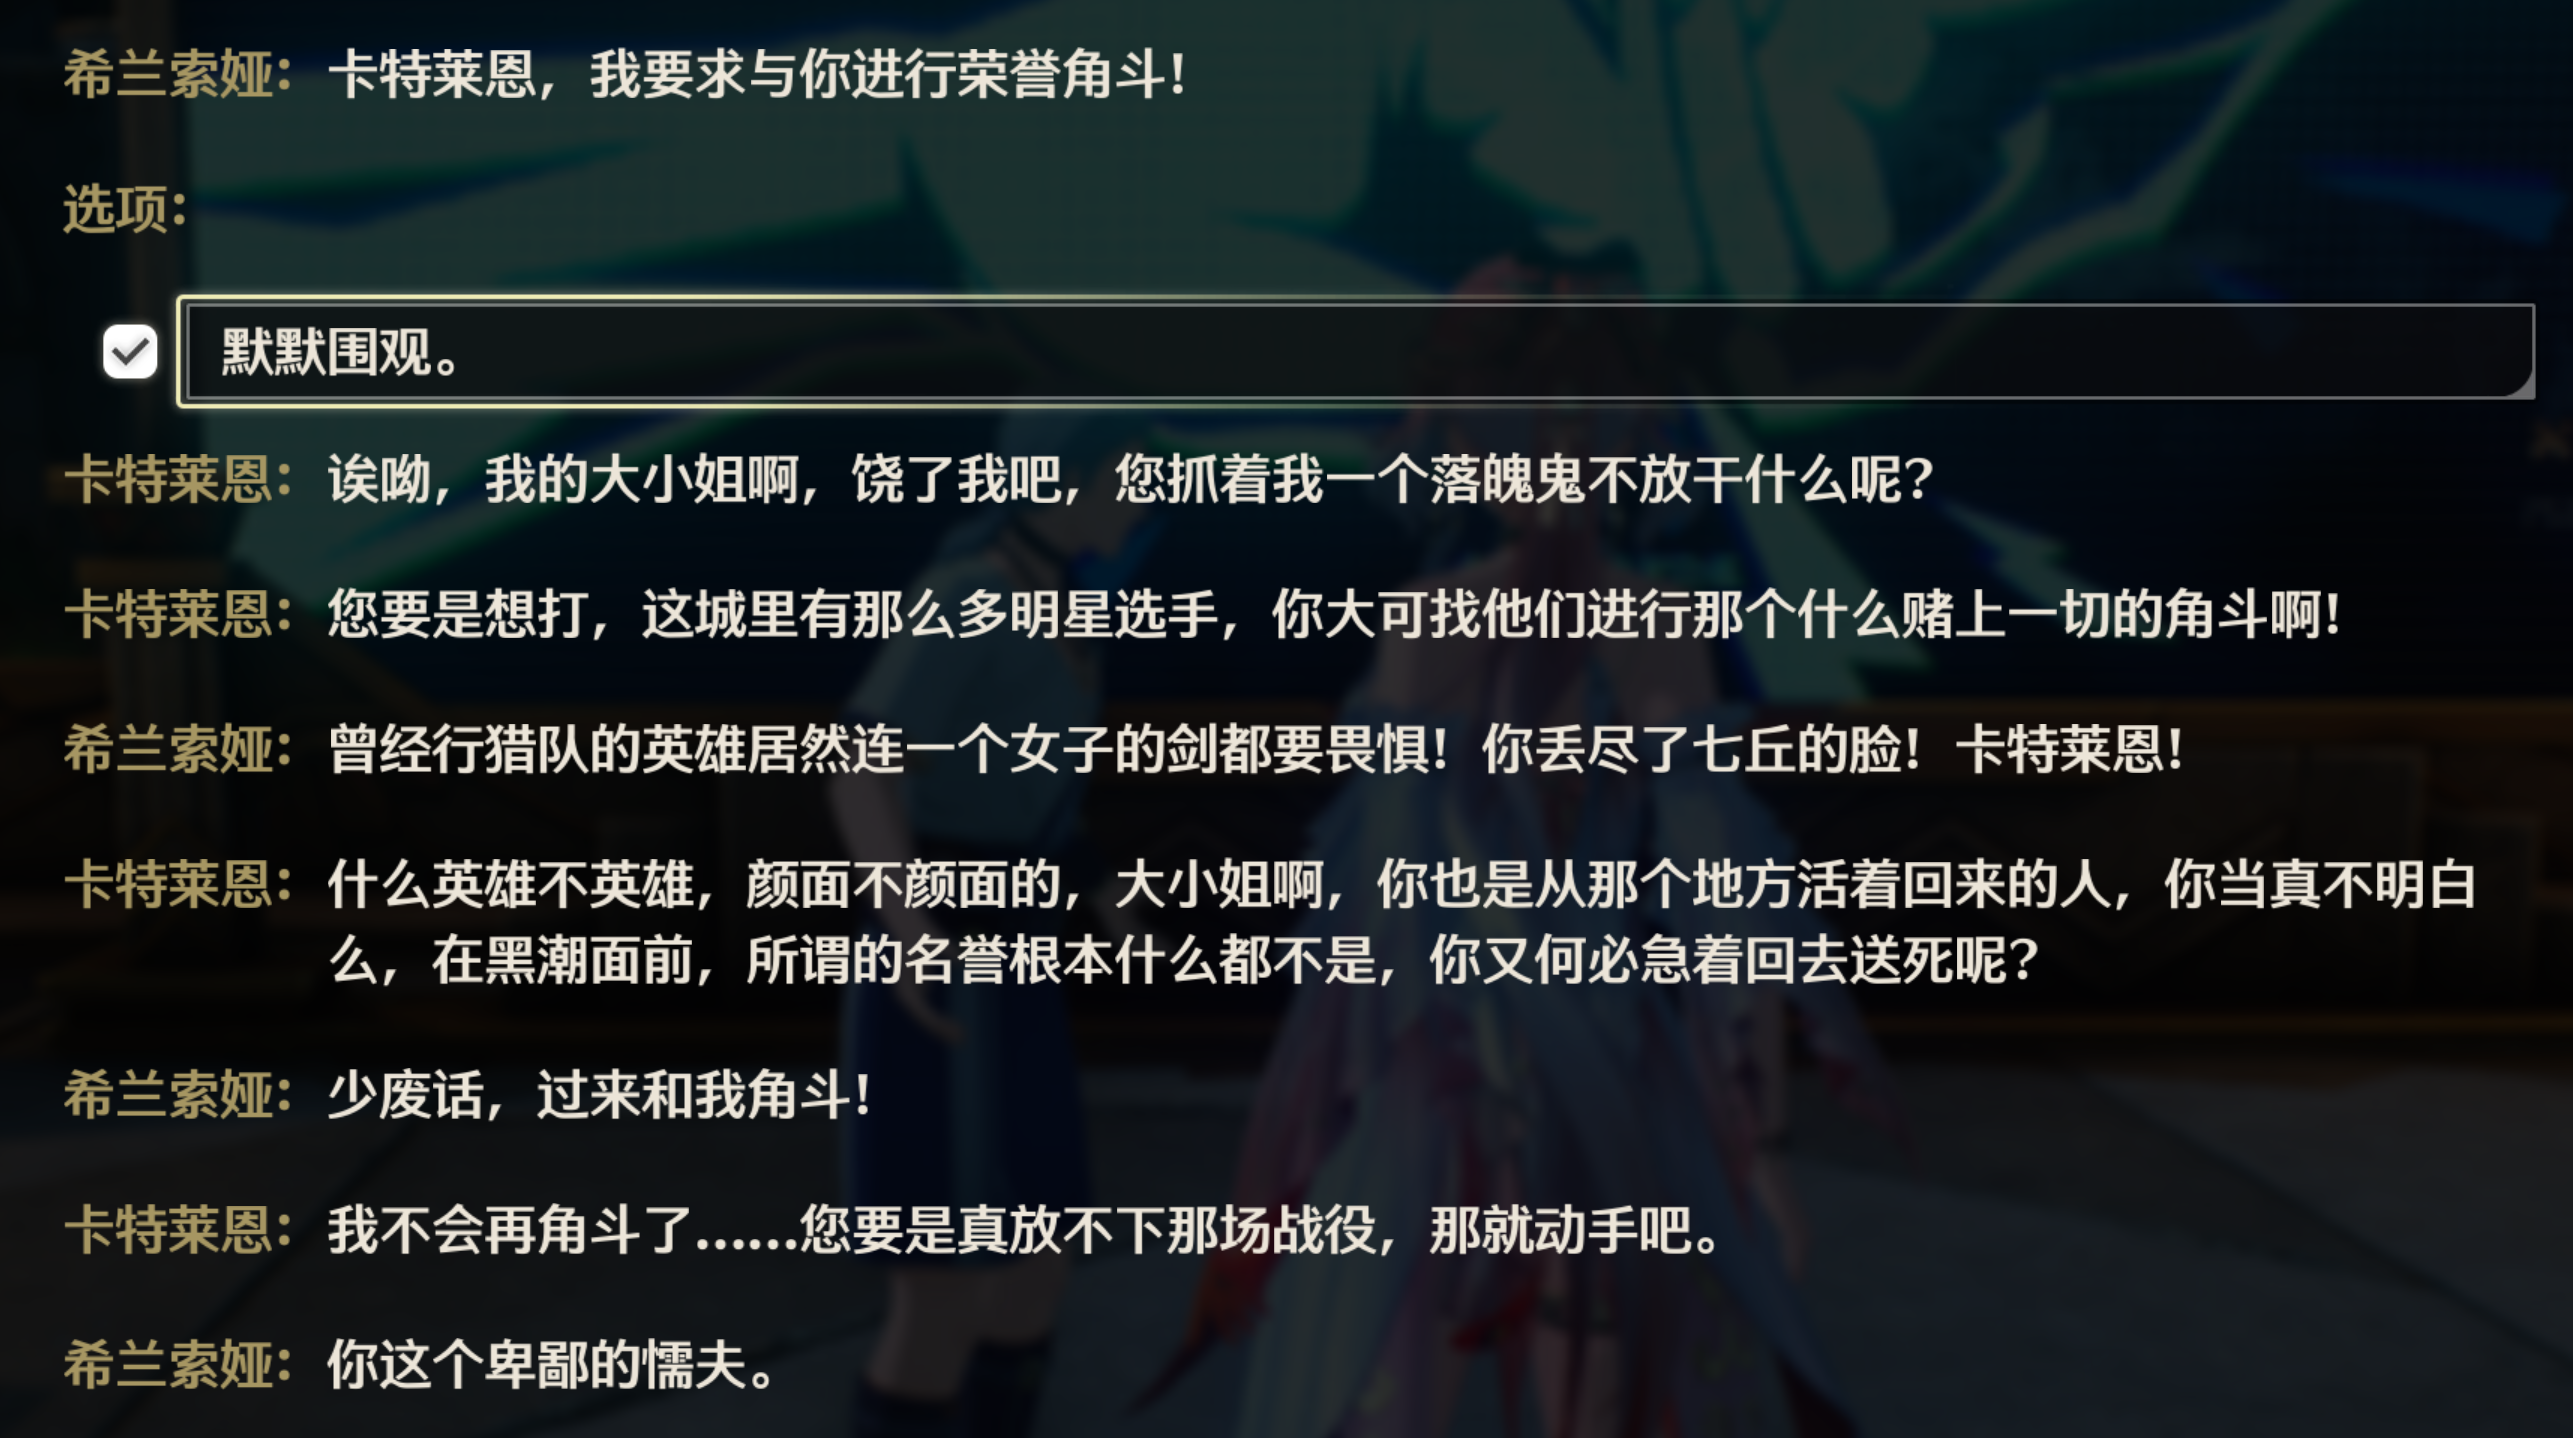 希兰索娅：卡特莱恩，我要求与你进行荣誉角斗！
选项：
默默围观。
卡特莱恩：诶呦，我的大小姐啊，饶了我吧，您抓着我一个落魄鬼不放干什么呢？
卡特莱恩：您要是想打，这城里有那么多明星选手，你大可找他们进行那个什么赌上一切的角斗啊！
希兰索娅：曾经行猎队的英雄居然连一个女子的剑都要畏惧！你丢尽了七丘的脸！卡特莱恩！
卡特莱恩：什么英雄不英雄，颜面不颜面的，大小姐啊，你也是从那个地方活着回来的人，你当真不明白
么，在黑潮面前，所谓的名誉根本什么都不是，你又何必急着回去送死呢？
希兰索娅：少废话，过来和我角斗！
卡特莱恩：我不会再角斗了……您要是真放不下那场战役，那就动手吧。
希兰索娅：你这个卑鄙的懦夫。